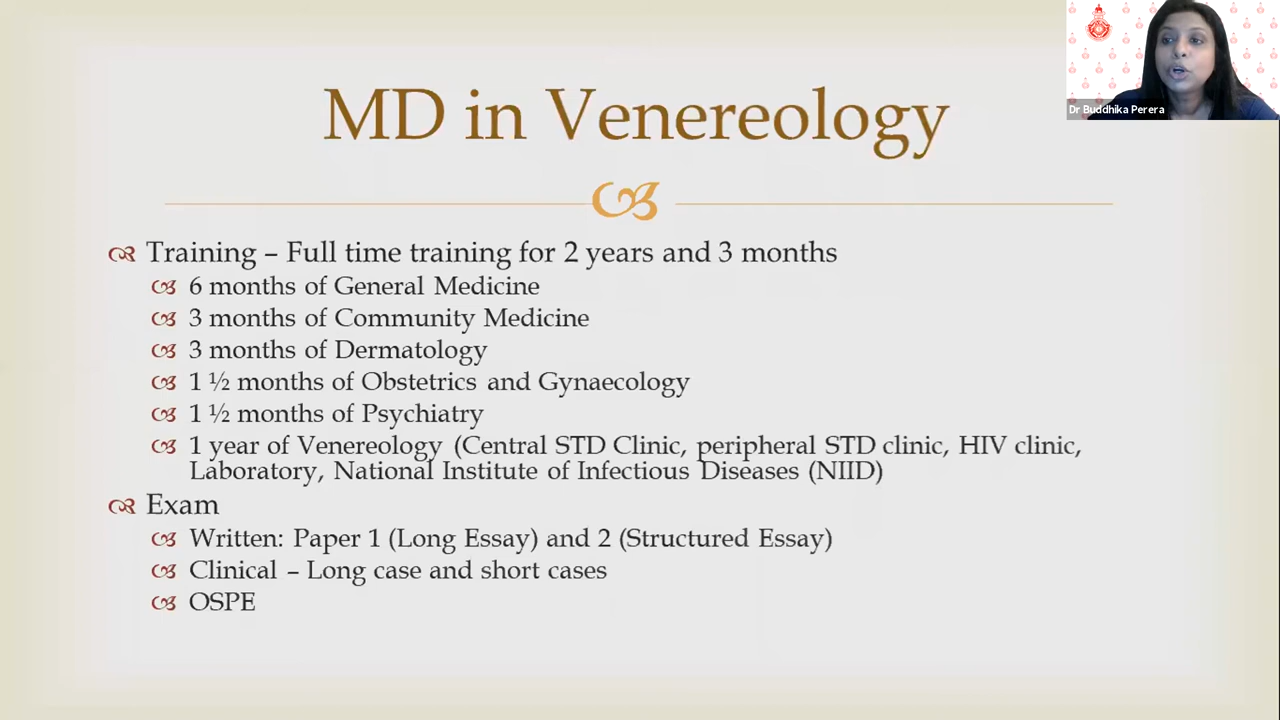 Dr Buddhika Perera
MD in Venereology
Training – Full time training for 2 years and 3 months
6 months of General Medicine
3 months of Community Medicine
3 months of Dermatology
1 ½ months of Obstetrics and Gynaecology
1 ½ months of Psychiatry
1 year of Venereology (Central STD Clinic, peripheral STD clinic, HIV clinic,
Laboratory, National Institute of Infectious Diseases (NIID)
Exam
Written: Paper 1 (Long Essay) and 2 (Structured Essay)
Clinical – Long case and short cases
OSPE